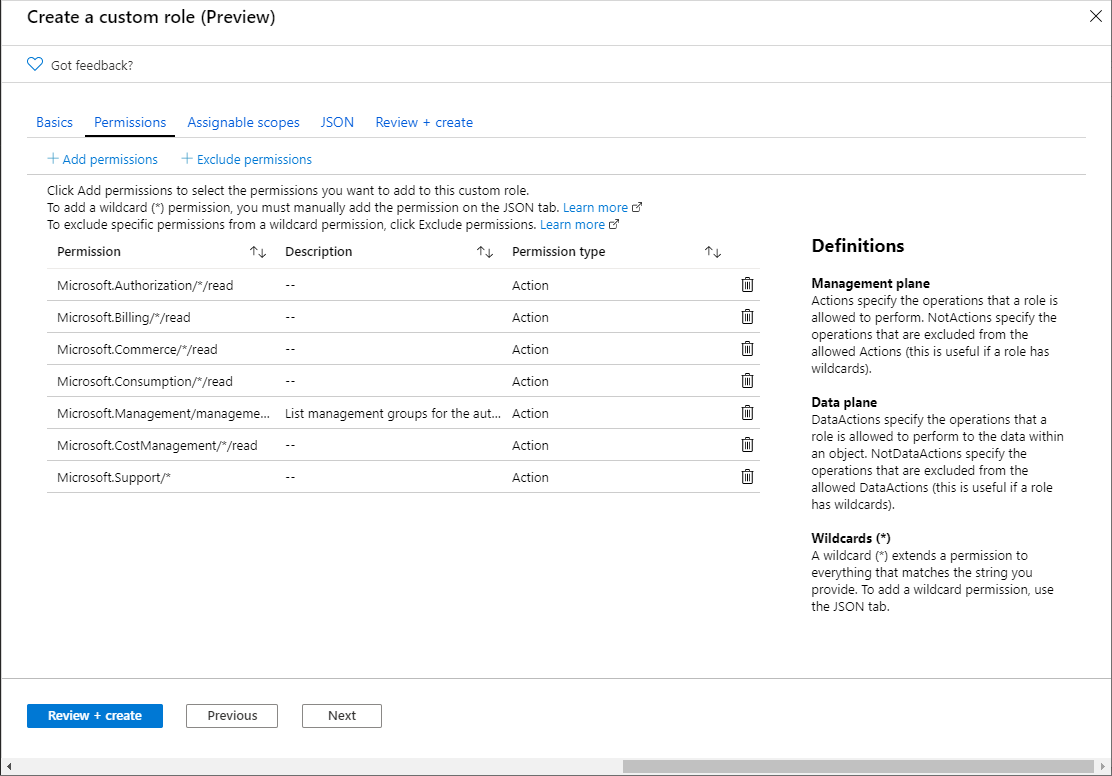 Create a custom role (Preview)
Got feedback?
Basics Permissions Assignable scopes JSON Review + create
+ Add permissions + Exclude permissions
Click Add permissions to select the permissions you want to add to this custom role.
To add a wildcard (*) permission, you must manually add the permission on the JSON tab. Learn more
To exclude specific permissions from a wildcard permission, click Exclude permissions. Learn more
Permission ↑↓ Description ↑↓ Permission type ↑↓
Microsoft.Authorization/*/read -- Action
Microsoft.Billing/*/read -- Action
Microsoft.Commerce/*/read -- Action
Microsoft.Consumption/*/read -- Action
Microsoft.Management/manageme... List management groups for the aut... Action
Microsoft.CostManagement/*/read -- Action
Microsoft.Support/* -- Action
Definitions
Management plane
Actions specify the operations that a role is
allowed to perform. NotActions specify the
operations that are excluded from the
allowed Actions (this is useful if a role has
wildcards).
Data plane
DataActions specify the operations that a
role is allowed to perform to the data within
an object. NotDataActions specify the
operations that are excluded from the
allowed DataActions (this is useful if a role
has wildcards).
Wildcards (*)
A wildcard (*) extends a permission to
everything that matches the string you
provide. To add a wildcard permission, use
the JSON tab.
Review + create Previous Next